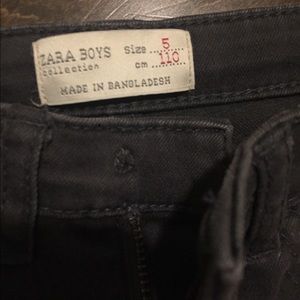 ZARA BOYS size 5
collection cm 110
MADE IN BANGLADESH